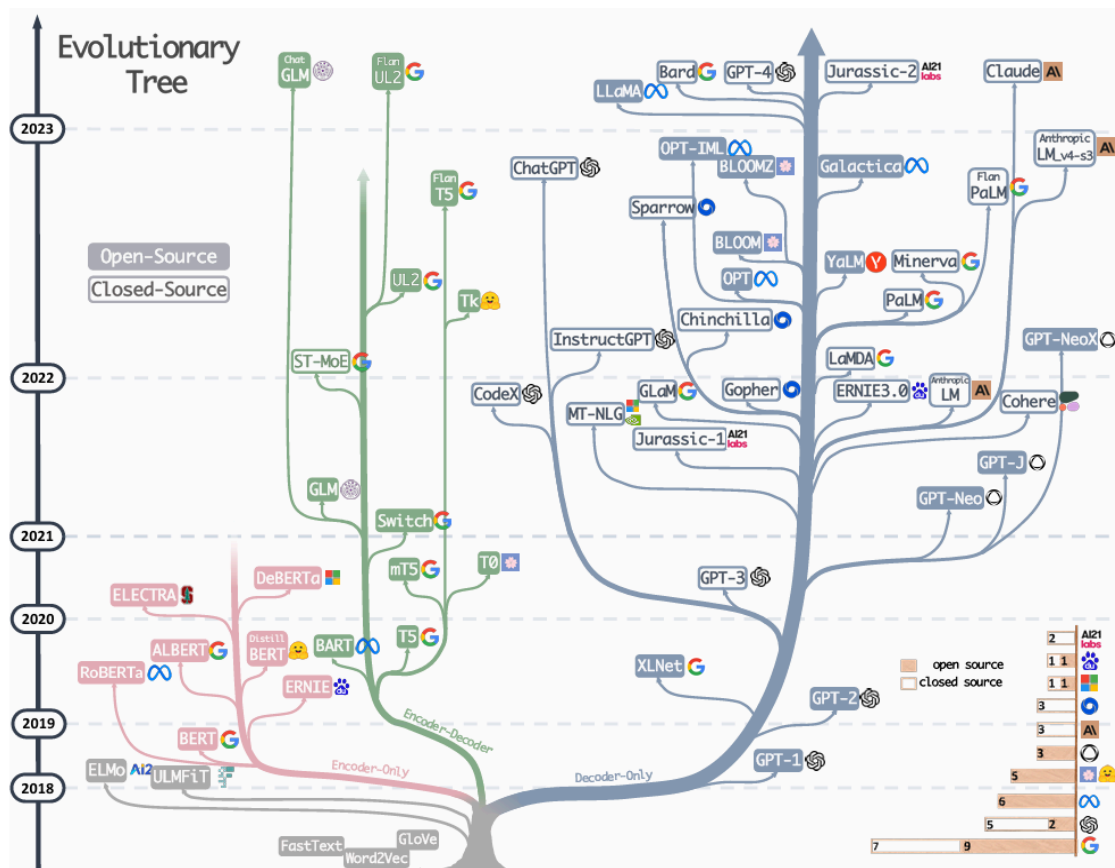 Evolutionary
Tree
2023
2022
2021
2020
2019
2018
Open-Source
Closed-Source
Chat
GLM
Flan
UL2
Bard
GPT-4
Jurassic-2
AI21
labs
Claude
LLaMA
Anthropic
LM_v4-s3
OPT-IML
BLOOMZ
Galactica
ChatGPT
Flan
T5
Flan
PaLM
Sparrow
BLOOM
YaLM
Minerva
UL2
OPT
Tk
PaLM
Chinchilla
InstructGPT
GPT-NeoX
ST-MoE
LaMDA
CodeX
GLaM
Gopher
ERNIE3.0
Anthropic
LM
Cohere
MT-NLG
Jurassic-1
AI21
labs
GPT-J
GLM
GPT-Neo
Switch
mT5
T0
DeBERTa
GPT-3
ELECTRA
BART
T5
ALBERT
Distill
BERT
RoBERTa
XLNet
ERNIE
GPT-2
BERT
Encoder-Decoder
ELMo
Ai2
ULMFiT
Encoder-Only
Decoder-Only
GPT-1
FastText
GloVe
Word2Vec
open source
closed source
2
AI21
labs
1 1
1 1
3
3
3
5
6
5 2
7 9